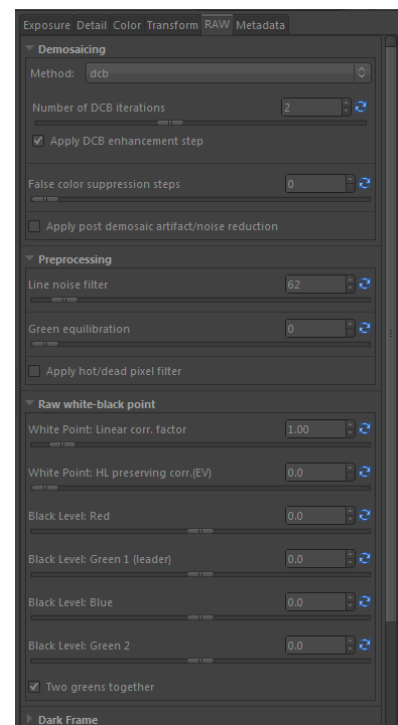 Exposure Detail Color Transform RAW Metadata
Demosaicing
Method: dcb
Number of DCB iterations 2
Apply DCB enhancement step
False color suppression steps 0
Apply post demosaic artifact/noise reduction
Preprocessing
Line noise filter 62
Green equilibration 0
Apply hot/dead pixel filter
Raw white-black point
White Point: Linear corr. factor 1.00
White Point: HL preserving corr.(EV) 0.0
Black Level: Red 0.0
Black Level: Green 1 (leader) 0.0
Black Level: Blue 0.0
Black Level: Green 2 0.0
Two greens together
Dark Frame